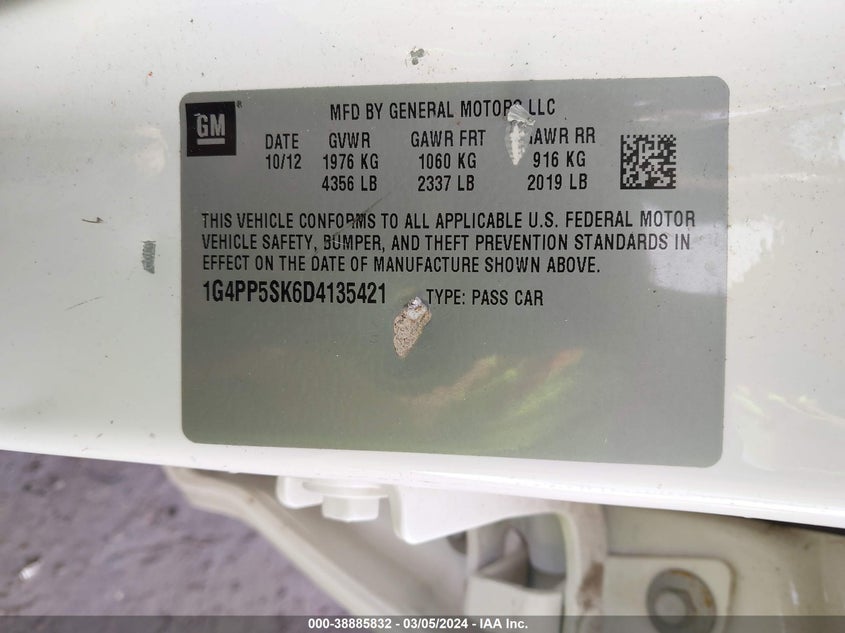 MFD BY GENERAL MOTORS LLC
GM ®
DATE GVWR GAWR FRT GAWR RR
10/12 1976 KG 1060 KG 916 KG
4356 LB 2337 LB 2019 LB
THIS VEHICLE CONFORMS TO ALL APPLICABLE U.S. FEDERAL MOTOR
VEHICLE SAFETY, BUMPER, AND THEFT PREVENTION STANDARDS IN
EFFECT ON THE DATE OF MANUFACTURE SHOWN ABOVE.
1G4PP5SK6D4135421 TYPE: PASS CAR
000-38885832 - 03/05/2024 - IAA Inc.